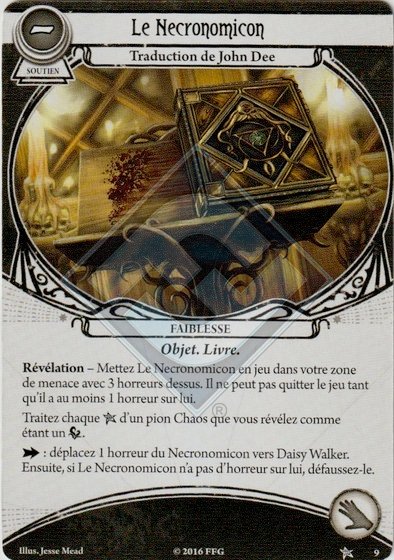 Le Necronomicon
SOUTIEN
Traduction de John Dee
FAIBLESSE
Objet. Livre.
Révélation – Mettez Le Necronomicon en jeu dans votre zone
de menace avec 3 horreurs dessus. Il ne peut pas quitter le jeu tant
qu'il a au moins 1 horreur sur lui.
Traitez chaque d'un pion Chaos que vous révélez comme
étant un .
: déplacez 1 horreur du Necronomicon vers Daisy Walker.
Ensuite, si Le Necronomicon n'a pas d'horreur sur lui, défaussez-le.
Illus. Jesse Mead © 2016 FFG 9
®